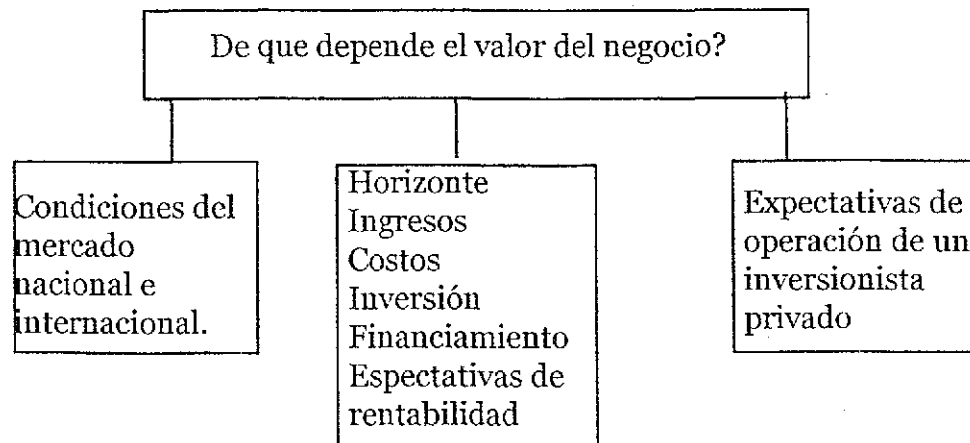 De que depende el valor del negocio?
Condiciones del
mercado
nacional e
internacional.
Horizonte
Ingresos
Costos
Inversión
Financiamiento
Espectativas de
rentabilidad
Expectativas de
operación de un
inversionista
privado